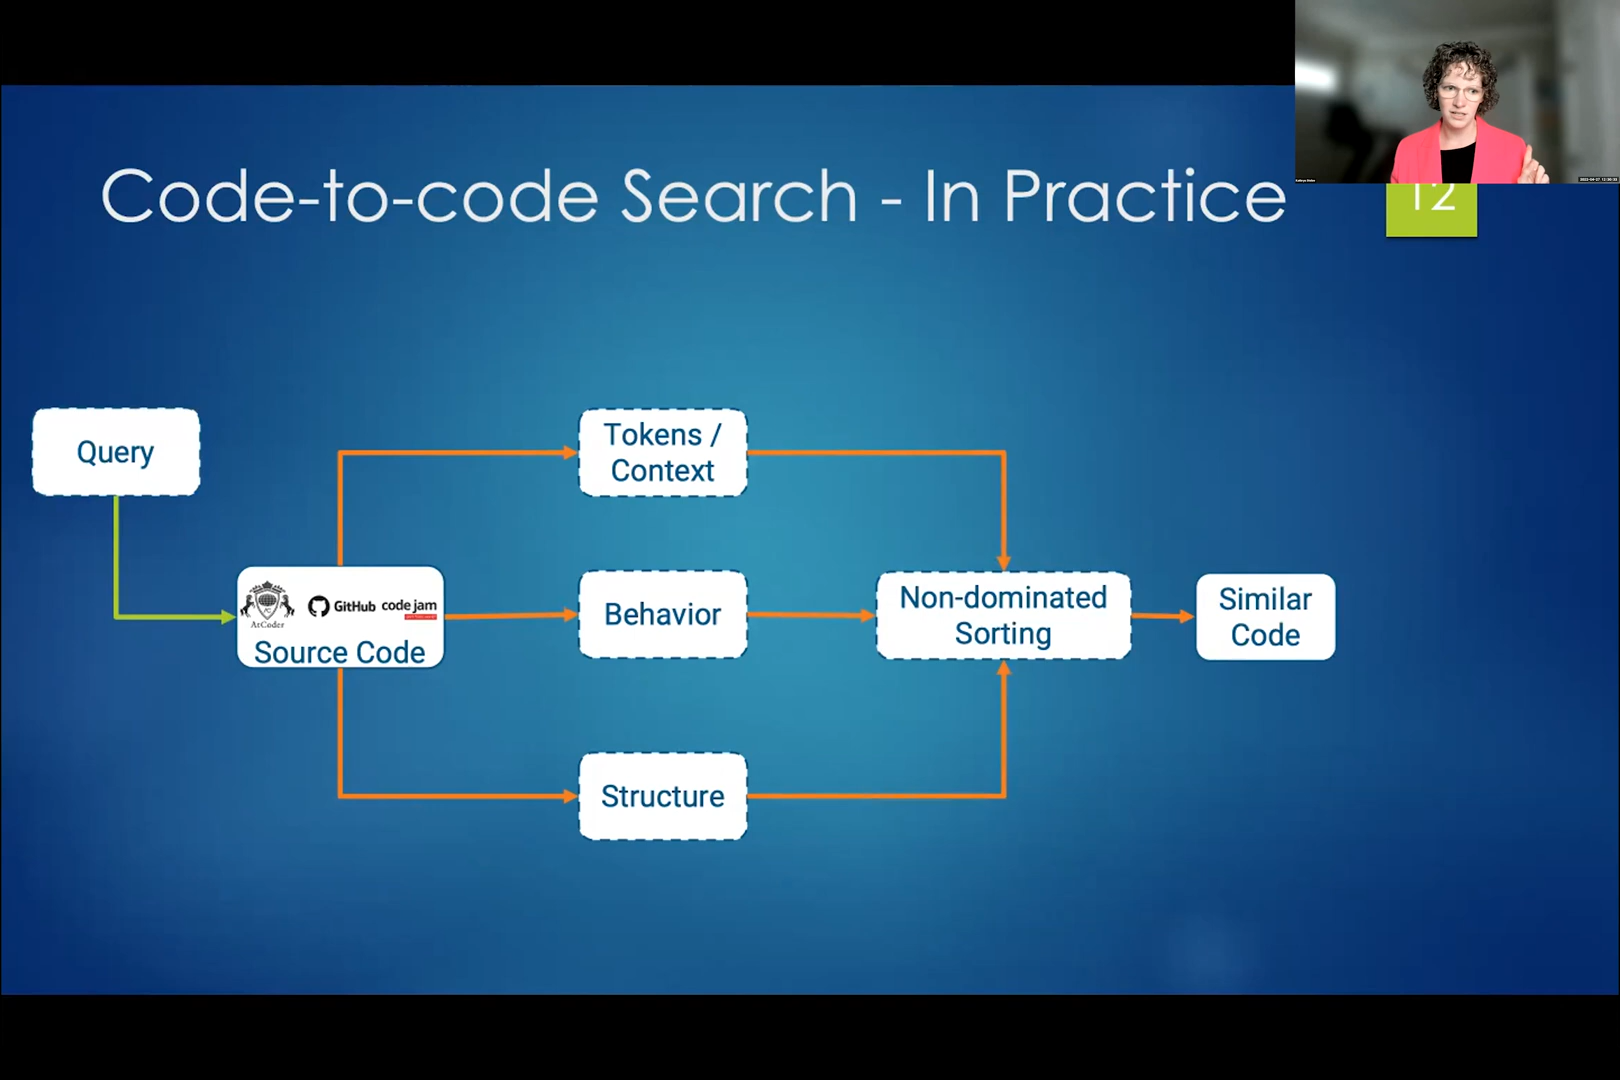 Code-to-code Search - In Practice
12
Query
Tokens /
Context
AtCoder
GitHub
code jam
Source Code
Behavior
Non-dominated
Sorting
Similar
Code
Structure